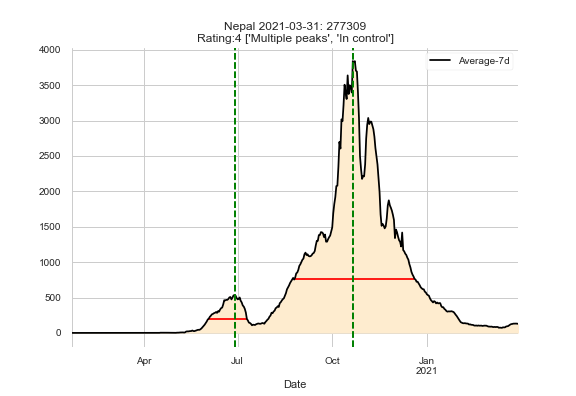 Nepal 2021-03-31: 277309
Rating:4 ['Multiple peaks', 'In control']
Average-7d
4000
3500
3000
2500
2000
1500
1000
500
0
Apr
Jul
Oct
Jan
2021
Date